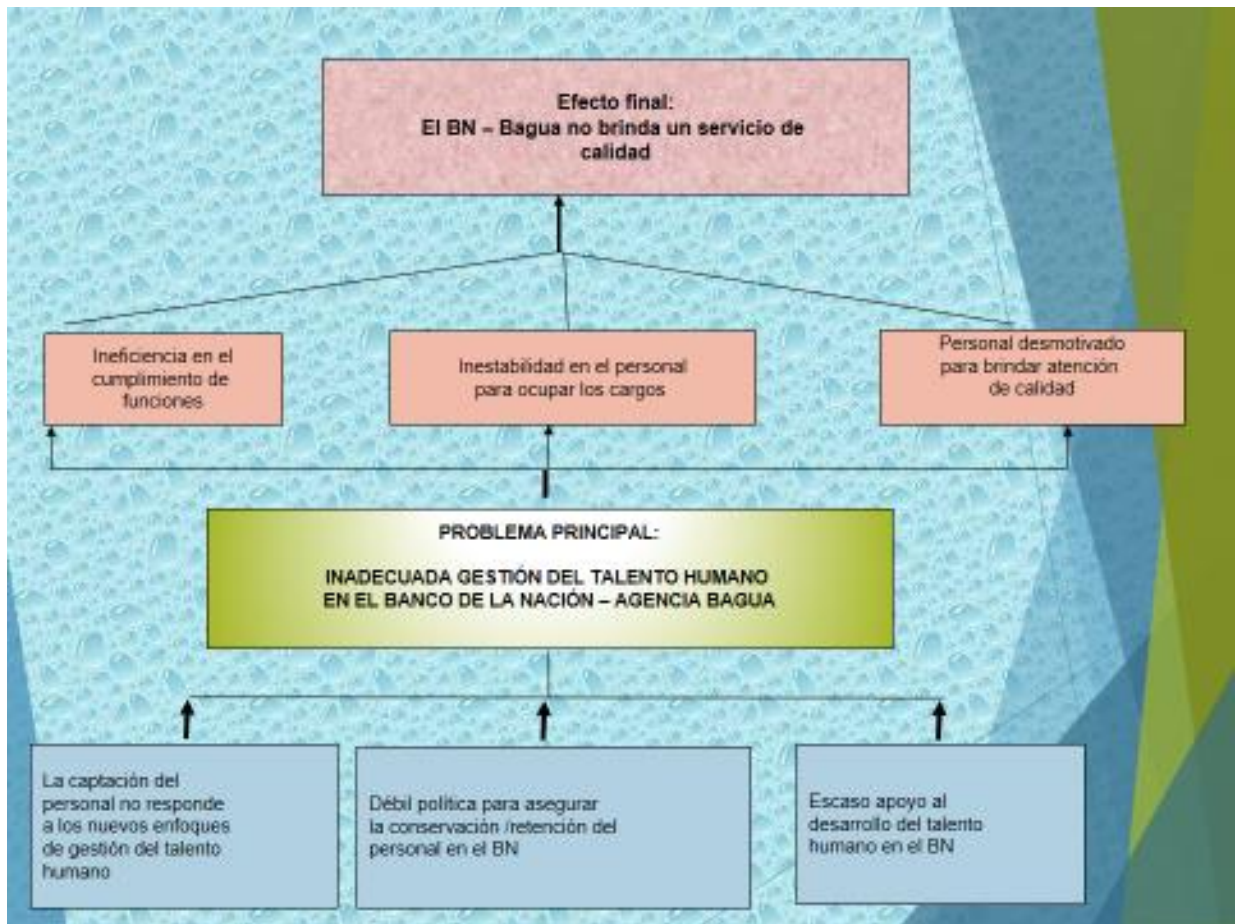 Efecto final:
El BN – Bagua no brinda un servicio de
calidad
Ineficiencia en el
cumplimiento de
funciones
Inestabilidad en el personal
para ocupar los cargos
Personal desmotivado
para brindar atención
de calidad
PROBLEMA PRINCIPAL:
INADECUADA GESTIÓN DEL TALENTO HUMANO
EN EL BANCO DE LA NACIÓN – AGENCIA BAGUA
La captación del
personal no responde
a los nuevos enfoques
de gestión del talento
humano
Débil política para asegurar
la conservación /retención del
personal en el BN
Escaso apoyo al
desarrollo del talento
humano en el BN